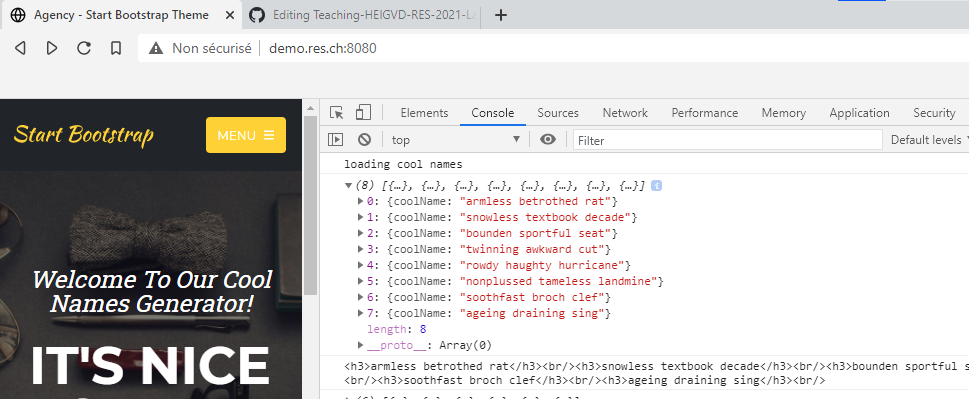 Agency - Start Bootstrap Theme
Editing Teaching-HEIGVD-RES-2021-L
Non sécurisé demo.res.ch:8080
Elements Console Sources Network Performance Memory Application Security
top Filter Default levels
Start Bootstrap MENU
loading cool names
(8) [{…}, {…}, {…}, {…}, {…}, {…}, {…}, {…}]
0: {coolName: "armless betrothed rat"}
1: {coolName: "snowless textbook decade"}
2: {coolName: "bounden sportful seat"}
3: {coolName: "twinning awkward cut"}
4: {coolName: "rowdy haughty hurricane"}
5: {coolName: "nonplussed tameless landmine"}
6: {coolName: "soothfast broch clef"}
7: {coolName: "ageing draining sing"}
length: 8
__proto__: Array(0)
<h3>armless betrothed rat</h3><br/><h3>snowless textbook decade</h3><br/><h3>bounden sportful s
<br/><h3>soothfast broch clef</h3><br/><h3>ageing draining sing</h3><br/>
Welcome To Our Cool
Names Generator!
IT'S NICE